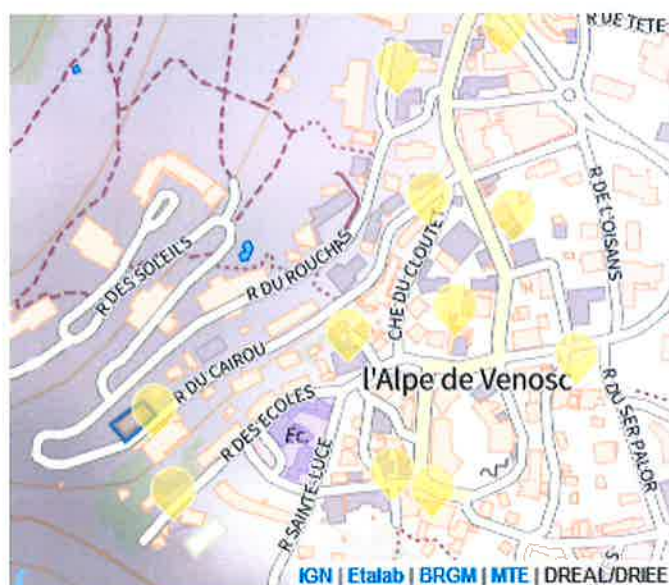 R DE TETE
R DE L'OISANS
R DES SOLEILS
R DU ROUCHAS
CHE DU CLOUTET
R DU CAIROU
l'Alpe de Venosc
R DES ECOLES
Ec.
R SAINTE-LUCE
R DU SER PALOR
S
IGN | Etalab | BRGM | MTE | DREAL/DRIEE